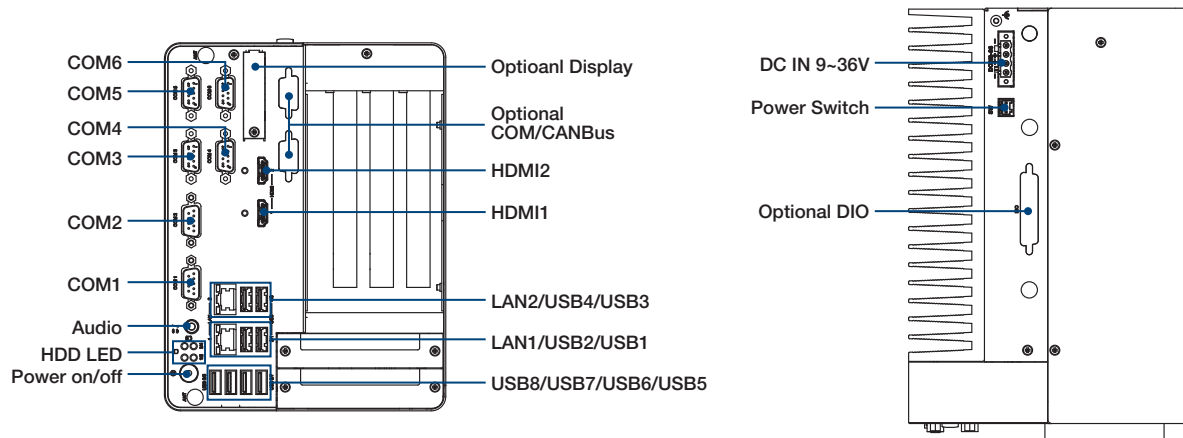 COM6
COM5
COM4
COM3
COM2
COM1
Audio
HDD LED
Power on/off
Optioanl Display
Optional
COM/CANBus
HDMI2
HDMI1
LAN2/USB4/USB3
LAN1/USB2/USB1
USB8/USB7/USB6/USB5
DC IN 9~36V
Power Switch
Optional DIO